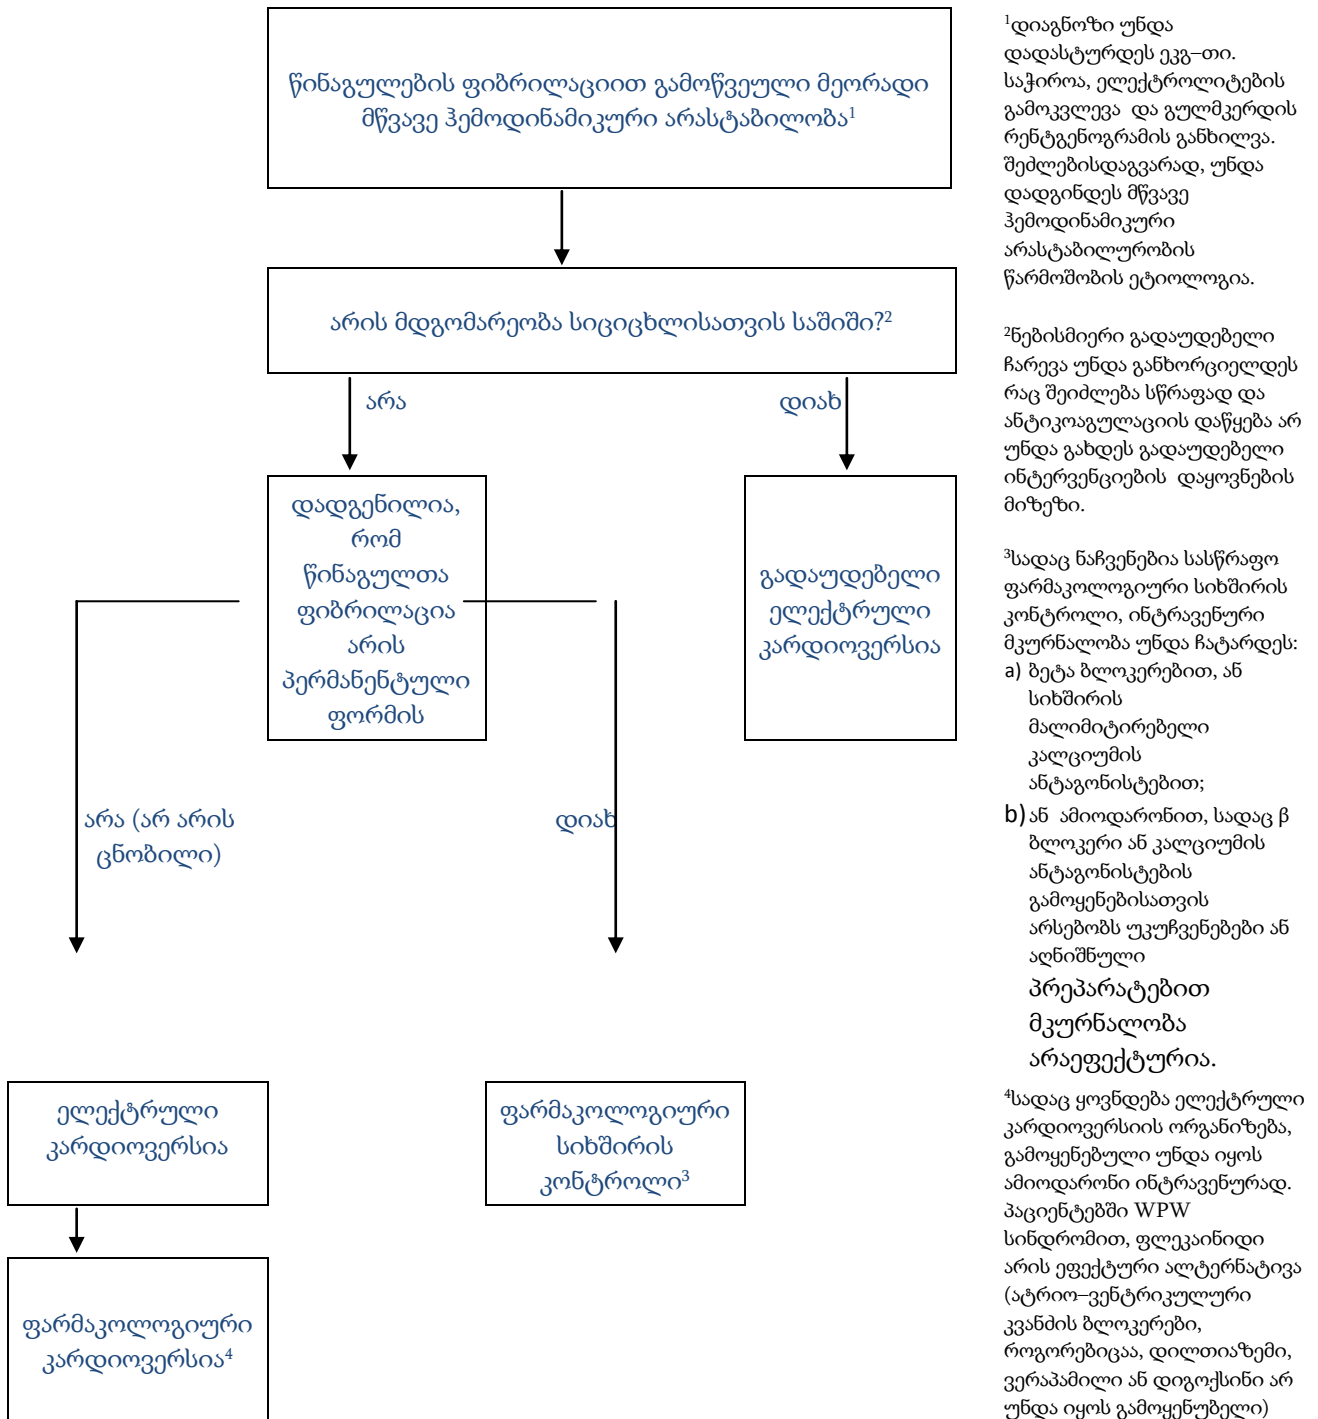 წინაგულების ფიბრილაციით გამოწვეული მეორადი
მწვავე ჰემოდინამიკური არასტაბილობა¹
არის მდგომარეობა სიციცხლისათვის საშიში?²
არა
დიახ
დადგენილია,
რომ
წინაგულთა
ფიბრილაცია
არის
პერმანენტული
ფორმის
გადაუდებელი
ელექტრული
კარდიოვერსია
არა (არ არის
ცნობილი)
დიახ
ელექტრული
კარდიოვერსია
ფარმაკოლოგიური
სიხშირის
კონტროლი³
ფარმაკოლოგიური
კარდიოვერსია⁴
¹დიაგნოზი უნდა
დადასტურდეს ეკგ–თი.
საჭიროა, ელექტროლიტების
გამოკვლევა და გულმკერდის
რენტგენოგრამის განხილვა.
შეძლებისდაგვარად, უნდა
დადგინდეს მწვავე
ჰემოდინამიკური
არასტაბილურობის
წარმოშობის ეტიოლოგია.
²ნებისმიერი გადაუდებელი
ჩარევა უნდა განხორციელდეს
რაც შეიძლება სწრაფად და
ანტიკოაგულაციის დაწყება არ
უნდა გახდეს გადაუდებელი
ინტერვენციების დაყოვნების
მიზეზი.
³სადაც ნაჩვენებია სასწრაფო
ფარმაკოლოგიური სიხშირის
კონტროლი, ინტრავენური
მკურნალობა უნდა ჩატარდეს:
a) ბეტა ბლოკერებით, ან
სიხშირის
მალიმიტირებელი
კალციუმის
ანტაგონისტებით;
b) ან ამიოდარონით, სადაც β
ბლოკერი ან კალციუმის
ანტაგონისტების
გამოყენებისათვის
არსებობს უკუჩვენებები ან
აღნიშნული
პრეპარატებით
მკურნალობა
არაეფექტურია.
⁴სადაც ყოვნდება ელექტრული
კარდიოვერსიის ორგანიზება,
გამოყენებული უნდა იყოს
ამიოდარონი ინტრავენურად.
პაციენტებში WPW
სინდრომით, ფლეკაინიდი
არის ეფექტური ალტერნატივა
(ატრიო–ვენტრიკულური
კვანძის ბლოკერები,
როგორებიცაა, დილთიაზემი,
ვერაპამილი ან დიგოქსინი არ
უნდა იყოს გამოყენუბელი)